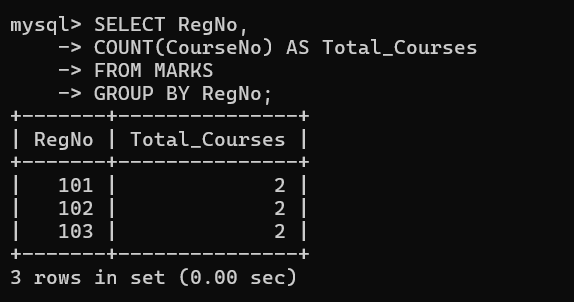 mysql> SELECT RegNo,
    -> COUNT(CourseNo) AS Total_Courses
    -> FROM MARKS
    -> GROUP BY RegNo;
+-------+---------------+
| RegNo | Total_Courses |
+-------+---------------+
|   101 |             2 |
|   102 |             2 |
|   103 |             2 |
+-------+---------------+
3 rows in set (0.00 sec)